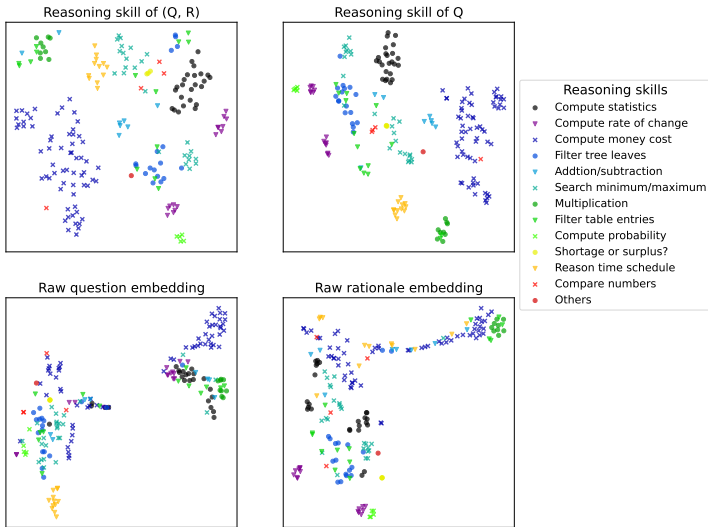 Reasoning skill of (Q, R)
Reasoning skill of Q
Reasoning skills
Compute statistics
Compute rate of change
Compute money cost
Filter tree leaves
Addtion/subtraction
Search minimum/maximum
Multiplication
Filter table entries
Compute probability
Shortage or surplus?
Reason time schedule
Compare numbers
Others
Raw question embedding
Raw rationale embedding